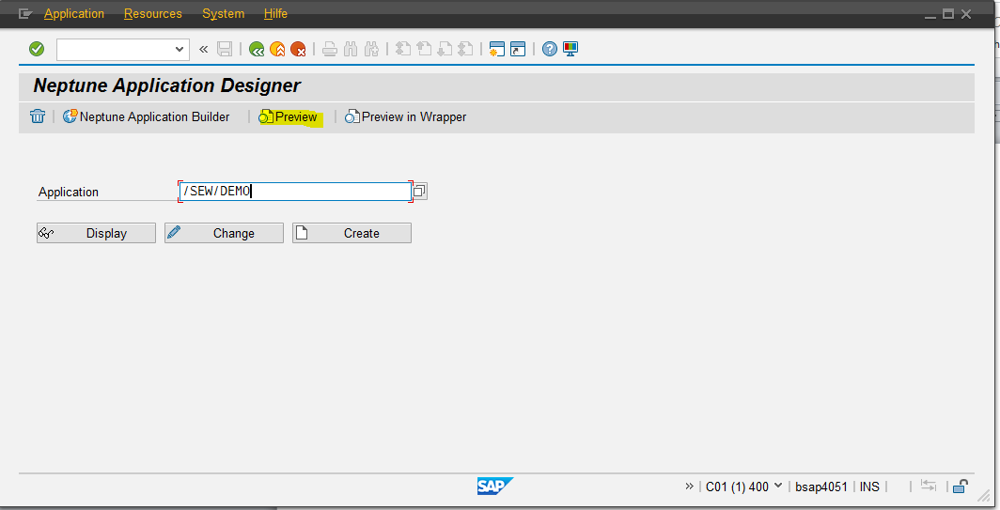 Application Resources System Hilfe
Neptune Application Designer
Neptune Application Builder Preview Preview in Wrapper
Application /SEW/DEMO
Display Change Create
SAP C01 (1) 400 bsap4051 INS